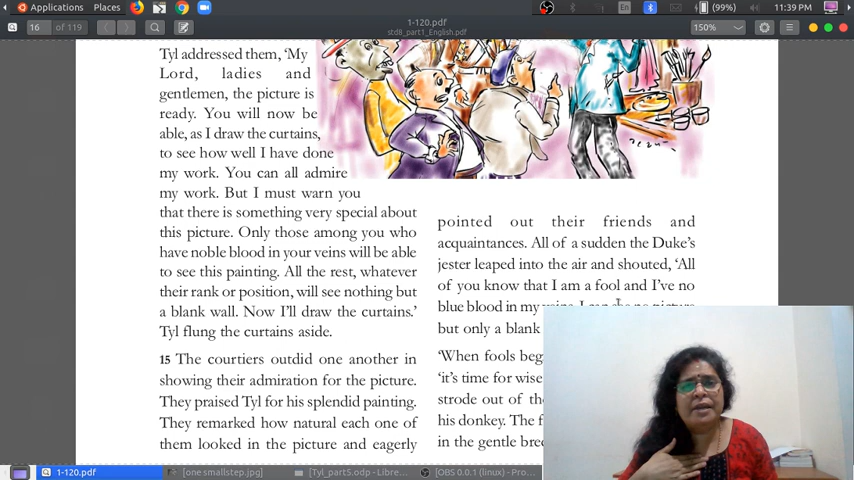 Applications
Places
En
(99%)
11:39 PM
16
of 119
1-120.pdf
std8_part1_English.pdf
150%
Tyl addressed them, ‘My
Lord, ladies and
gentlemen, the picture is
ready. You will now be
able, as I draw the curtains,
to see how well I have done
my work. You can all admire
my work. But I must warn you
that there is something very special about
this picture. Only those among you who
have noble blood in your veins will be able
to see this painting. All the rest, whatever
their rank or position, will see nothing but
a blank wall. Now I’ll draw the curtains.’
Tyl flung the curtains aside.
15 The courtiers outdid one another in
showing their admiration for the picture.
They praised Tyl for his splendid painting.
They remarked how natural each one of
them looked in the picture and eagerly
pointed out their friends and
acquaintances. All of a sudden the Duke’s
jester leaped into the air and shouted, ‘All
of you know that I am a fool and I’ve no
blue blood in my veins. I can see no picture
but only a blank
‘When fools beg
‘it’s time for wise
strode out of the
his donkey. The f
in the gentle bre
1-120.pdf
[one smallstep.jpg]
[Tyl_part5.odp - Libre...
[OBS 0.0.1 (linux) - Pro...